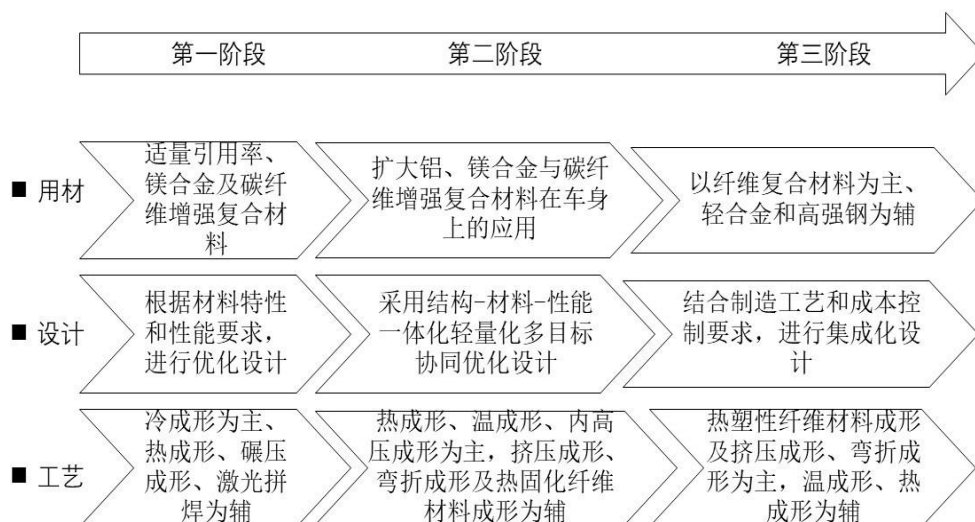 第一阶段
第二阶段
第三阶段
■ 用材
适量引用率、
镁合金及碳纤
维增强复合材
料
扩大铝、镁合金与碳纤
维增强复合材料在车身
上的应用
以纤维复合材料为主、
轻合金和高强钢为辅
■ 设计
根据材料特性
和性能要求，
进行优化设计
采用结构-材料-性能
一体化轻量化多目标
协同优化设计
结合制造工艺和成本控
制要求，进行集成化设
计
■ 工艺
冷成形为主、
热成形、碾压
成形、激光拼
焊为辅
热成形、温成形、内高
压成形为主，挤压成形、
弯折成形及热固化纤维
材料成形为辅
热塑性纤维材料成形
及挤压成形、弯折成
形为主，温成形、热
成形为辅